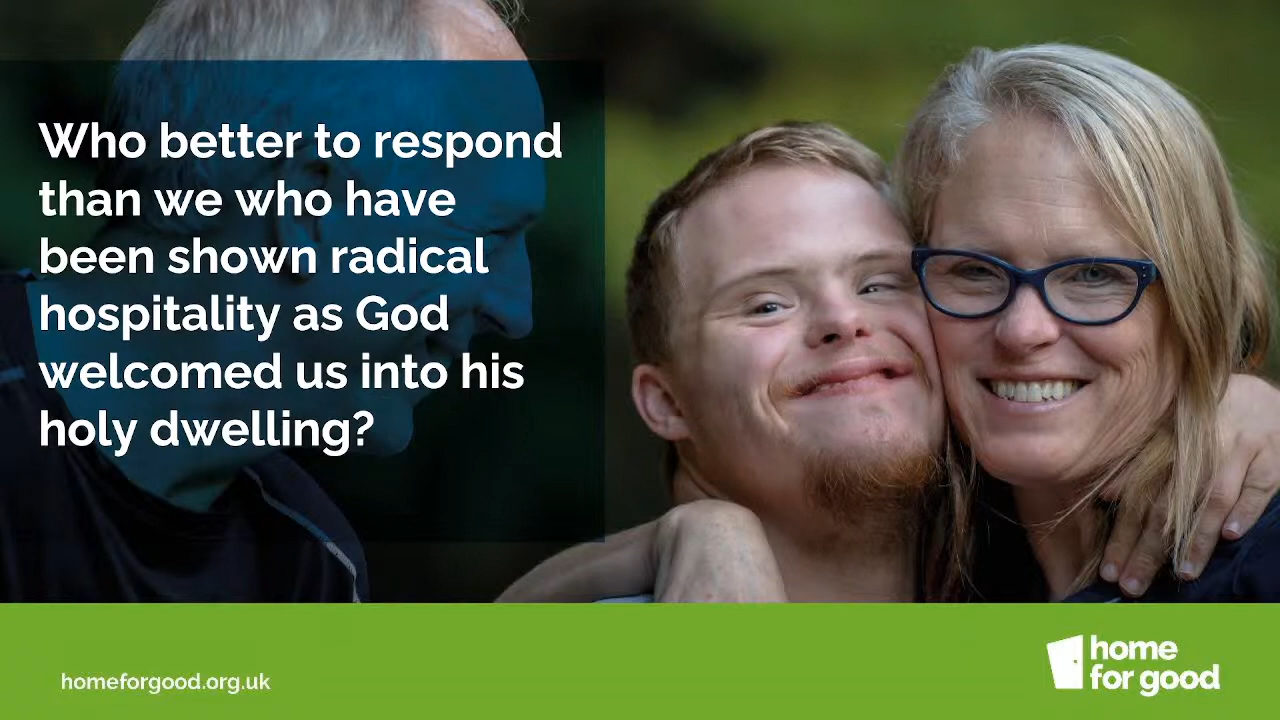 Who better to respond
than we who have
been shown radical
hospitality as God
welcomed us into his
holy dwelling?
homeforgood.org.uk
home
for good